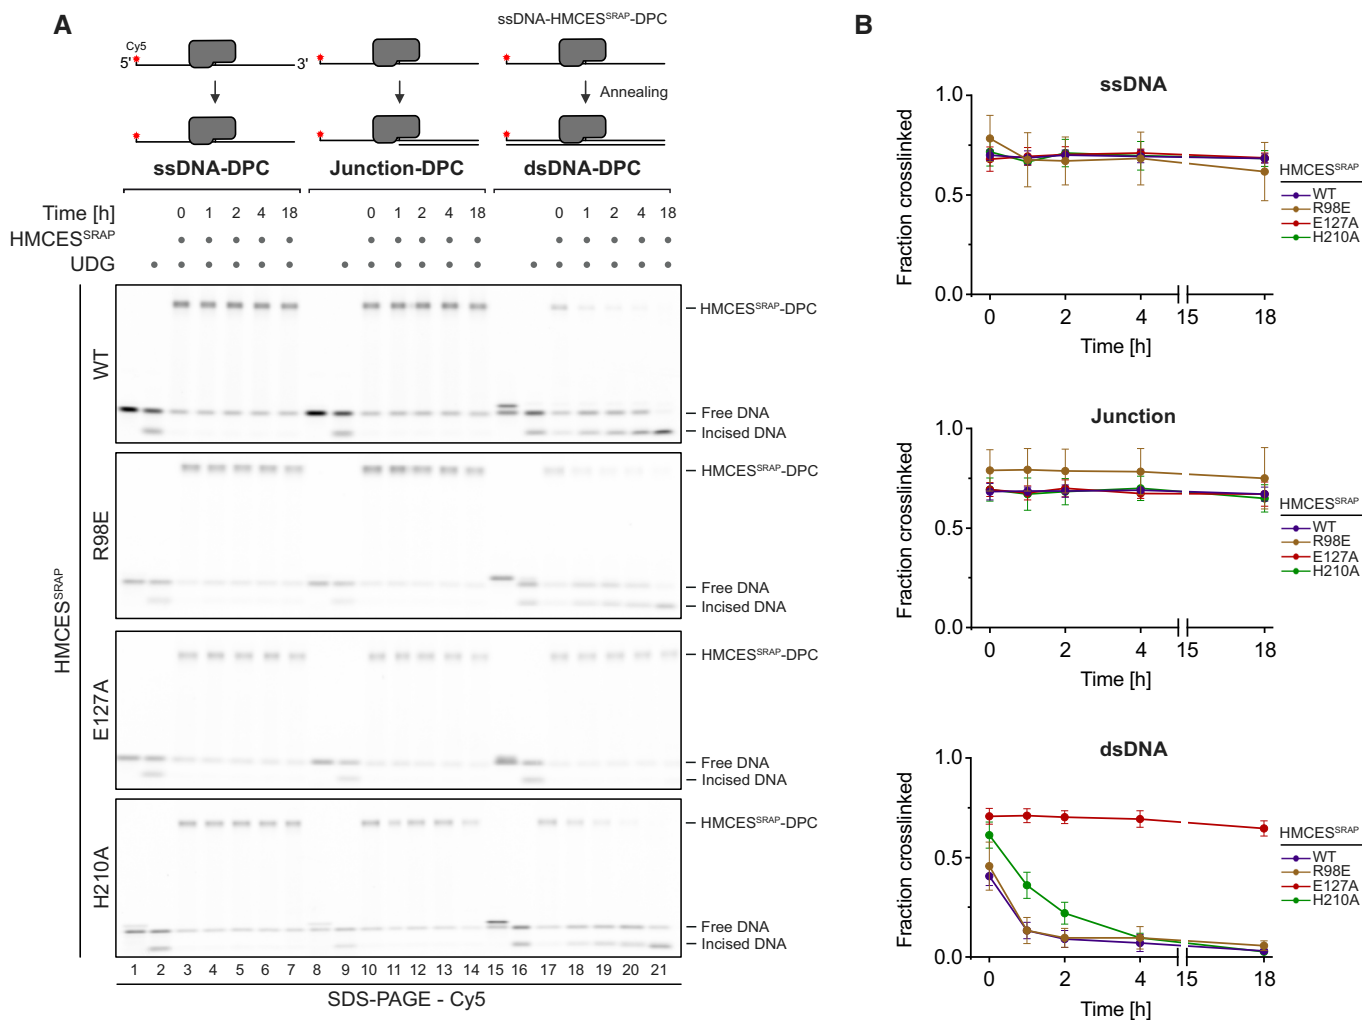 A
ssDNA-HMCES^SRAP-DPC
Cy5
5'
3'
Annealing
ssDNA-DPC Junction-DPC dsDNA-DPC
Time [h] 0 1 2 4 18 0 1 2 4 18 0 1 2 4 18
HMCES^SRAP
UDG
HMCES^SRAP
WT
HMCES^SRAP-DPC
Free DNA
Incised DNA
R98E
HMCES^SRAP-DPC
Free DNA
Incised DNA
E127A
HMCES^SRAP-DPC
Free DNA
Incised DNA
H210A
HMCES^SRAP-DPC
Free DNA
Incised DNA
1 2 3 4 5 6 7 8 9 10 11 12 13 14 15 16 17 18 19 20 21
SDS-PAGE - Cy5
B
ssDNA
Fraction crosslinked
1.0
0.5
0.0
0 2 4 15 18
Time [h]
HMCES^SRAP
WT
R98E
E127A
H210A
Junction
Fraction crosslinked
1.0
0.5
0.0
0 2 4 15 18
Time [h]
HMCES^SRAP
WT
R98E
E127A
H210A
dsDNA
Fraction crosslinked
1.0
0.5
0.0
0 2 4 15 18
Time [h]
HMCES^SRAP
WT
R98E
E127A
H210A